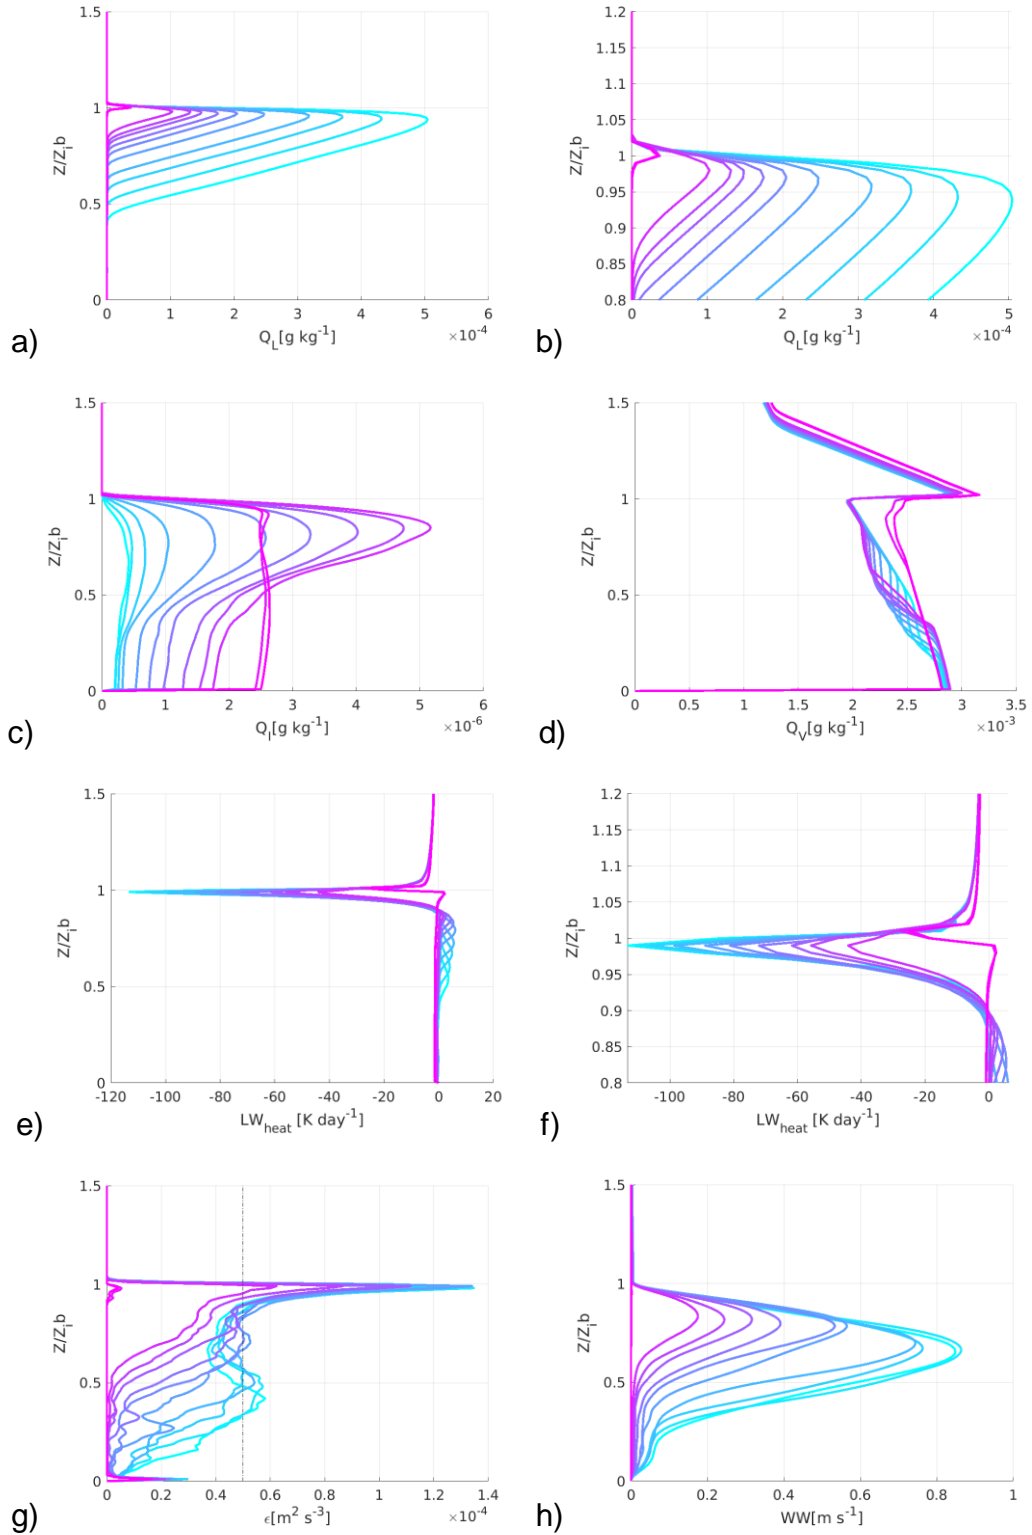 1.5
1
0.5
0
Z/Z_i b
0 1 2 3 4 5 6
×10^-4
Q_L[g kg^-1]
a)
1.2
1.15
1.1
1.05
1
0.95
0.9
0.85
0.8
Z/Z_i b
0 1 2 3 4 5
×10^-4
Q_L[g kg^-1]
b)
1.5
1
0.5
0
Z/Z_i b
0 1 2 3 4 5 6
×10^-6
Q_I[g kg^-1]
c)
1.5
1
0.5
0
Z/Z_i b
0 0.5 1 1.5 2 2.5 3 3.5
×10^-3
Q_V[g kg^-1]
d)
1.5
1
0.5
0
Z/Z_i b
-120 -100 -80 -60 -40 -20 0 20
LW_heat [K day^-1]
e)
1.2
1.15
1.1
1.05
1
0.95
0.9
0.85
0.8
Z/Z_i b
-100 -80 -60 -40 -20 0
LW_heat [K day^-1]
f)
1.5
1
0.5
0
Z/Z_i b
0 0.2 0.4 0.6 0.8 1 1.2 1.4
×10^-4
ϵ[m^2 s^-3]
g)
1.5
1
0.5
0
Z/Z_i b
0 0.2 0.4 0.6 0.8 1
WW[m s^-1]
h)